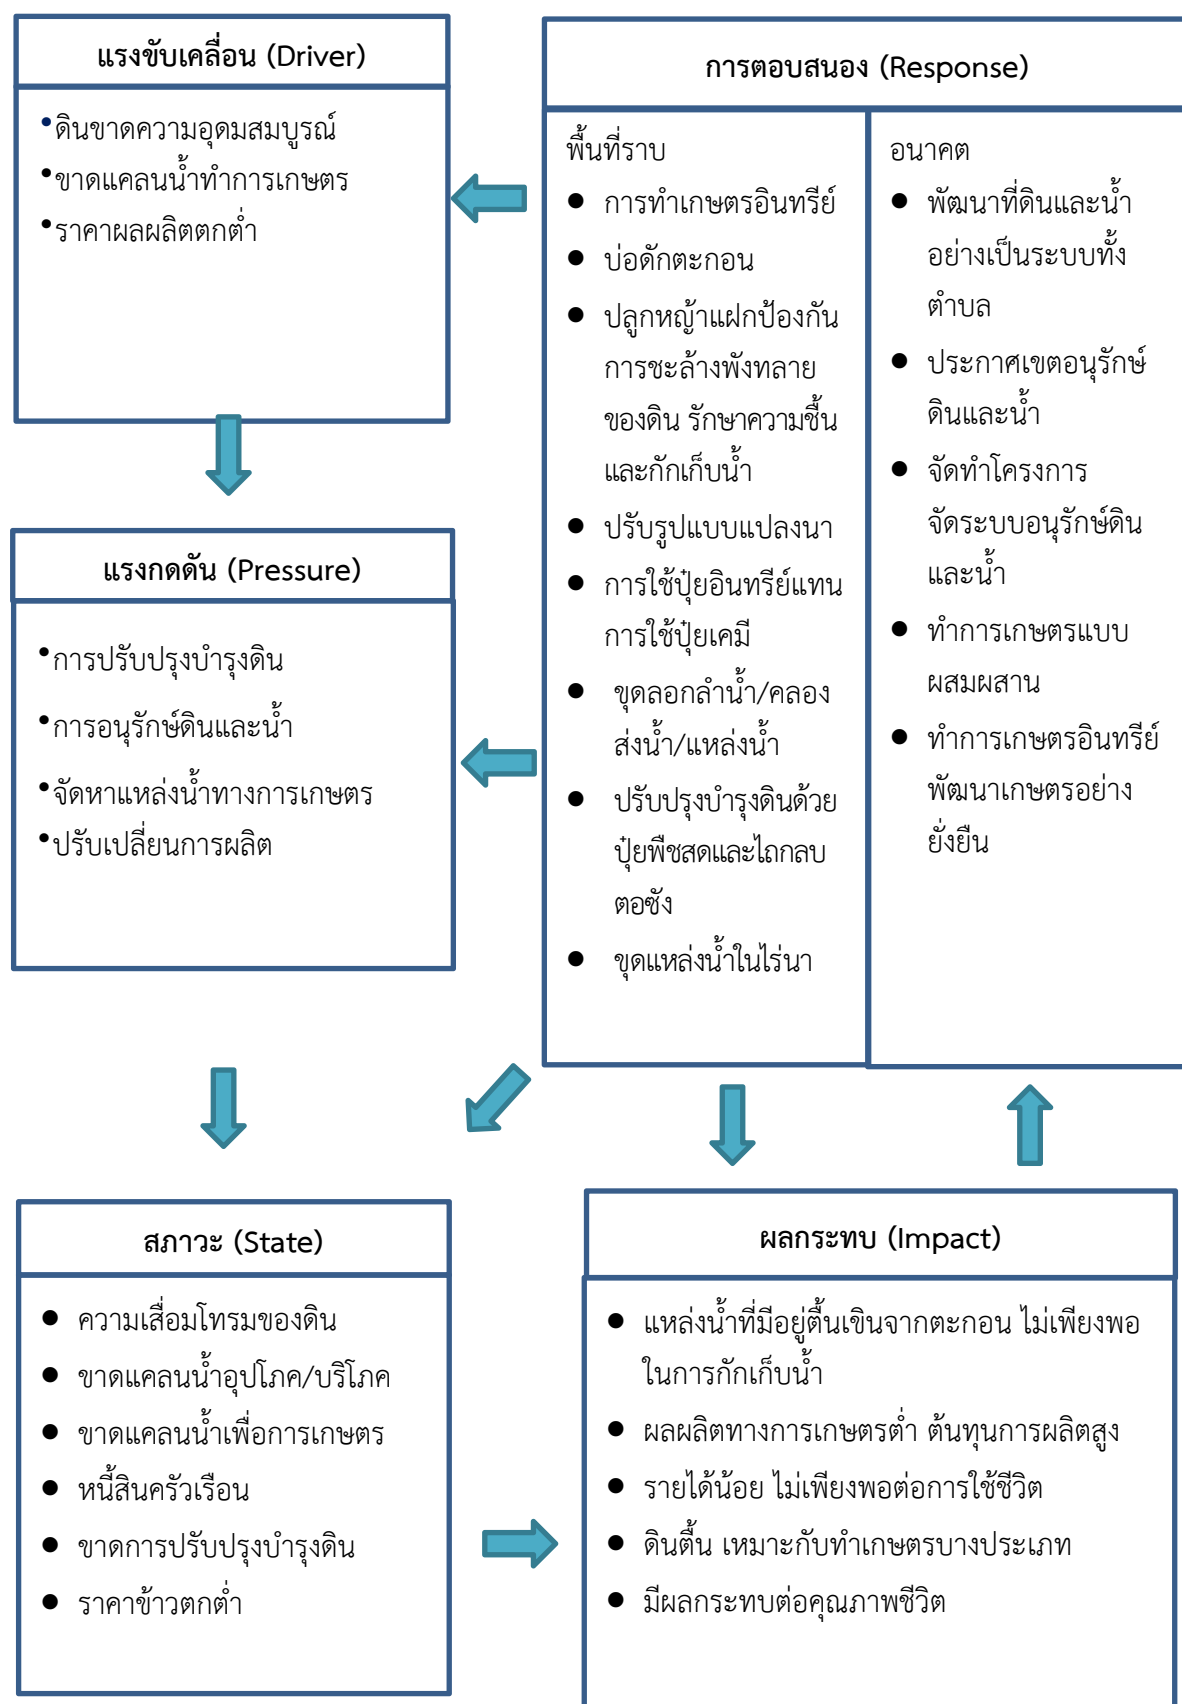 แรงขับเคลื่อน (Driver)
•ดินขาดความอุดมสมบูรณ์
•ขาดแคลนน้ำทำการเกษตร
•ราคาผลผลิตตกต่ำ
แรงกดดัน (Pressure)
•การปรับปรุงบำรุงดิน
•การอนุรักษ์ดินและน้ำ
•จัดหาแหล่งน้ำทางการเกษตร
•ปรับเปลี่ยนการผลิต
การตอบสนอง (Response)
พื้นที่ราบ
● การทำเกษตรอินทรีย์
● บ่อดักตะกอน
● ปลูกหญ้าแฝกป้องกัน
การชะล้างพังทลาย
ของดิน รักษาความชื้น
และกักเก็บน้ำ
● ปรับรูปแบบแปลงนา
● การใช้ปุ๋ยอินทรีย์แทน
การใช้ปุ๋ยเคมี
● ขุดลอกลำน้ำ/คลอง
ส่งน้ำ/แหล่งน้ำ
● ปรับปรุงบำรุงดินด้วย
ปุ๋ยพืชสดและไถกลบ
ตอซัง
● ขุดแหล่งน้ำในไร่นา
อนาคต
● พัฒนาที่ดินและน้ำ
อย่างเป็นระบบทั้ง
ตำบล
● ประกาศเขตอนุรักษ์
ดินและน้ำ
● จัดทำโครงการ
จัดระบบอนุรักษ์ดิน
และน้ำ
● ทำการเกษตรแบบ
ผสมผสาน
● ทำการเกษตรอินทรีย์
พัฒนาเกษตรอย่าง
ยั่งยืน
สภาวะ (State)
● ความเสื่อมโทรมของดิน
● ขาดแคลนน้ำอุปโภค/บริโภค
● ขาดแคลนน้ำเพื่อการเกษตร
● หนี้สินครัวเรือน
● ขาดการปรับปรุงบำรุงดิน
● ราคาข้าวตกต่ำ
ผลกระทบ (Impact)
● แหล่งน้ำที่มีอยู่ตื้นเขินจากตะกอน ไม่เพียงพอ
ในการกักเก็บน้ำ
● ผลผลิตทางการเกษตรต่ำ ต้นทุนการผลิตสูง
● รายได้น้อย ไม่เพียงพอต่อการใช้ชีวิต
● ดินตื้น เหมาะกับทำเกษตรบางประเภท
● มีผลกระทบต่อคุณภาพชีวิต